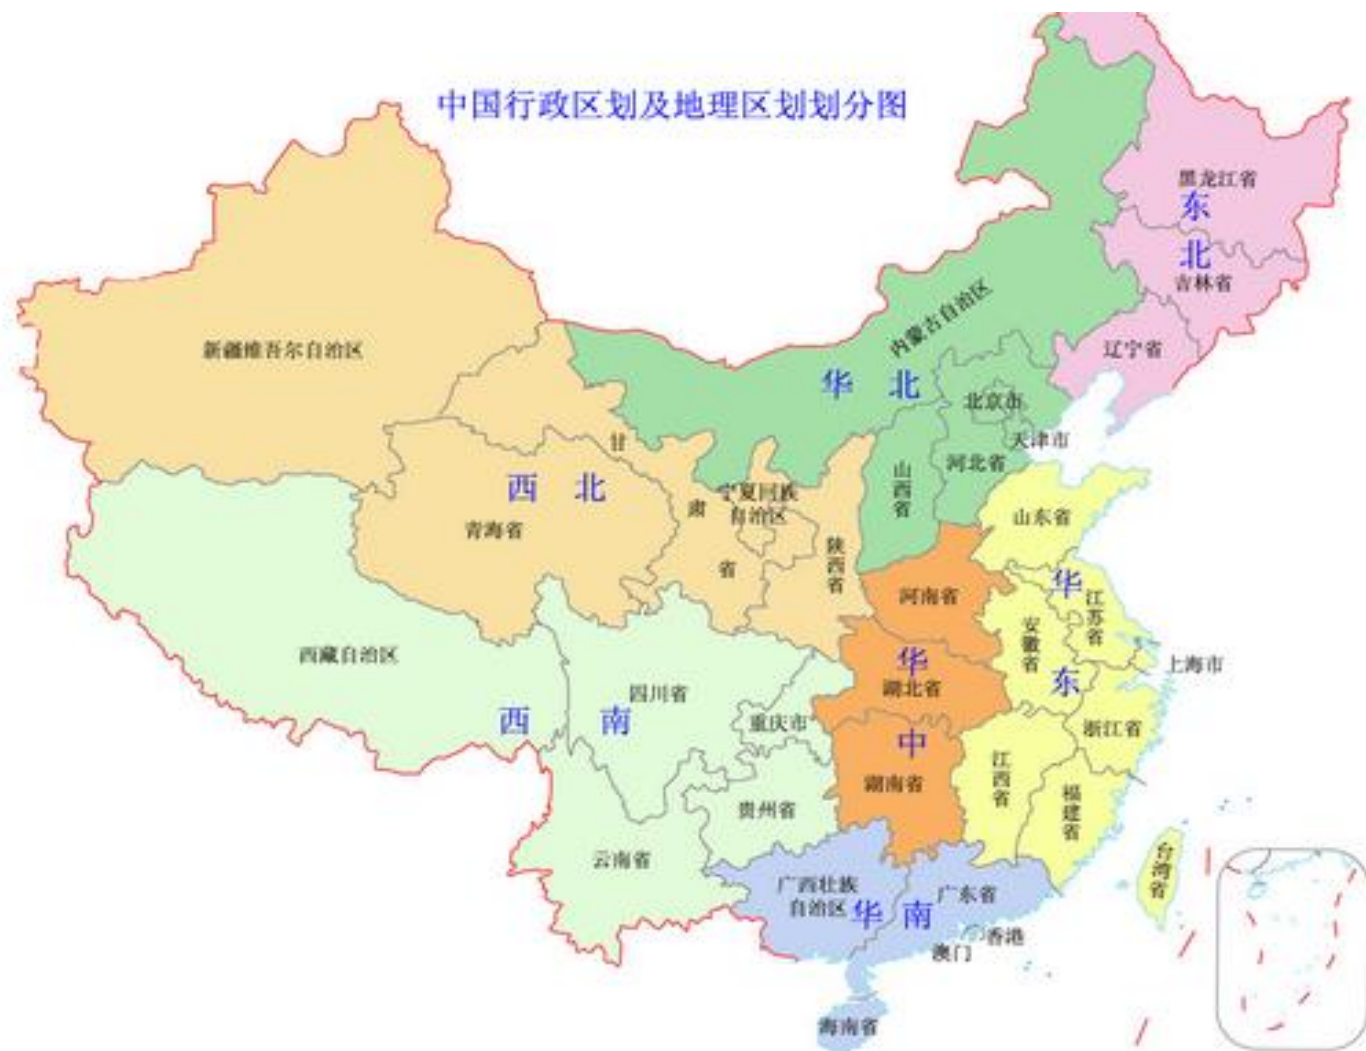 中国行政区划及地理区划划分图
黑龙江省
东
北
吉林省
辽宁省
内蒙古自治区
华北
北京市
天津市
河北省
山西省
新疆维吾尔自治区
甘肃省
西北
青海省
宁夏回族
自治区
陕西省
山东省
河南省
华
东
江苏省
安徽省
上海市
浙江省
江西省
福建省
台湾省
华
湖北省
中
湖南省
西藏自治区
四川省
西南
重庆市
贵州省
云南省
广西壮族
自治区
华南
广东省
香港
澳门
海南省